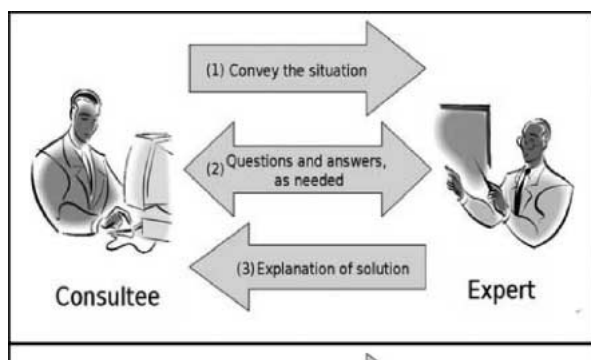 (1) Convey the situation
(2) Questions and answers,
as needed
(3) Explanation of solution
Consultee
Expert